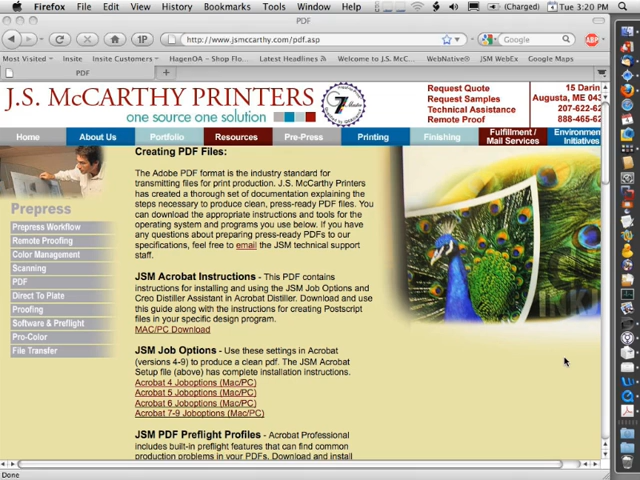 Firefox File Edit View History Bookmarks Tools Window Help (Charged) Tue 3:20 PM
PDF
http://www.jsmccarthy.com/pdf.asp
Google
ABP
Most Visited Insite Insite Customers HagenOA - Shop Flo... Latest Headlines Welcome to J.S. Mc... WebNative® JSM WebEx Google Maps
PDF
J.S. McCARTHY PRINTERS
one source one solution
7
Request Quote
Request Samples
Technical Assistance
Remote Proof
15 Darin
Augusta, ME 043
207-622-62
888-465-62
Home About Us Portfolio Resources Pre-Press Printing Finishing Fulfillment / Mail Services Environmen Initiatives
Prepress
Prepress Workflow
Remote Proofing
Color Management
Scanning
PDF
Direct To Plate
Proofing
Software & Preflight
Pro-Color
File Transfer
Creating PDF Files:
The Adobe PDF format is the industry standard for
transmitting files for print production. J.S. McCarthy Printers
has created a thorough set of documentation explaining the
steps necessary to produce clean, press-ready PDF files. You
can download the appropriate instructions and tools for the
operating system and programs you use below. If you have
any questions about preparing press-ready PDFs to our
specifications, feel free to email the JSM technical support
staff.
JSM Acrobat Instructions - This PDF contains
instructions for installing and using the JSM Job Options and
Creo Distiller Assistant in Acrobat Distiller. Download and use
this guide along with the instructions for creating Postscript
files in your specific design program.
MAC/PC Download
JSM Job Options - Use these settings in Acrobat
(versions 4-9) to produce a clean pdf. The JSM Acrobat
Setup file (above) has complete installation instructions.
Acrobat 4 Joboptions (Mac/PC)
Acrobat 5 Joboptions (Mac/PC)
Acrobat 6 Joboptions (Mac/PC)
Acrobat 7-9 Joboptions (Mac/PC)
JSM PDF Preflight Profiles - Acrobat Professional
includes built-in preflight features that can find common
production problems in your PDFs. Download and install
INKJ
Done